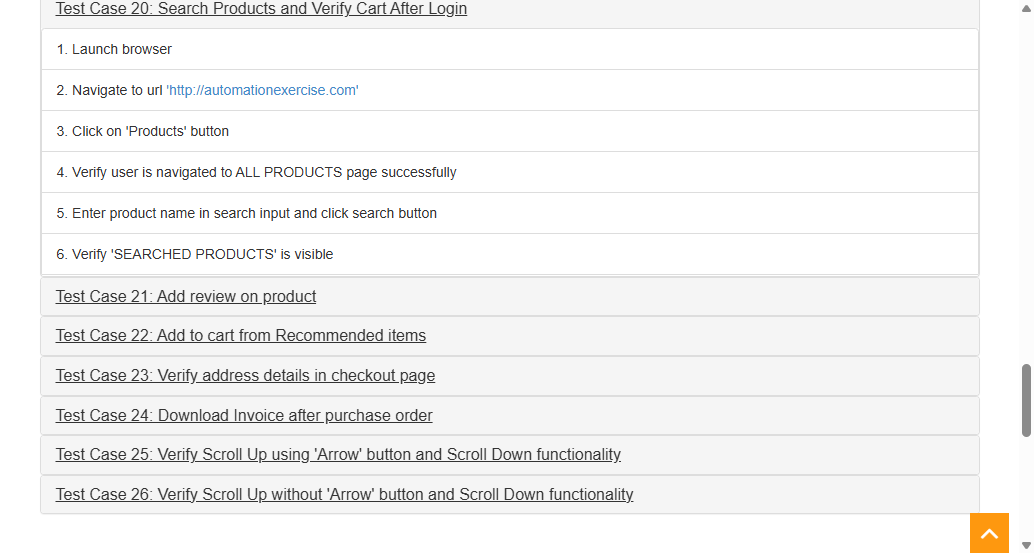 Test Case 20: Search Products and Verify Cart After Login
1. Launch browser
2. Navigate to url 'http://automationexercise.com'
3. Click on 'Products' button
4. Verify user is navigated to ALL PRODUCTS page successfully
5. Enter product name in search input and click search button
6. Verify 'SEARCHED PRODUCTS' is visible
Test Case 21: Add review on product
Test Case 22: Add to cart from Recommended items
Test Case 23: Verify address details in checkout page
Test Case 24: Download Invoice after purchase order
Test Case 25: Verify Scroll Up using 'Arrow' button and Scroll Down functionality
Test Case 26: Verify Scroll Up without 'Arrow' button and Scroll Down functionality